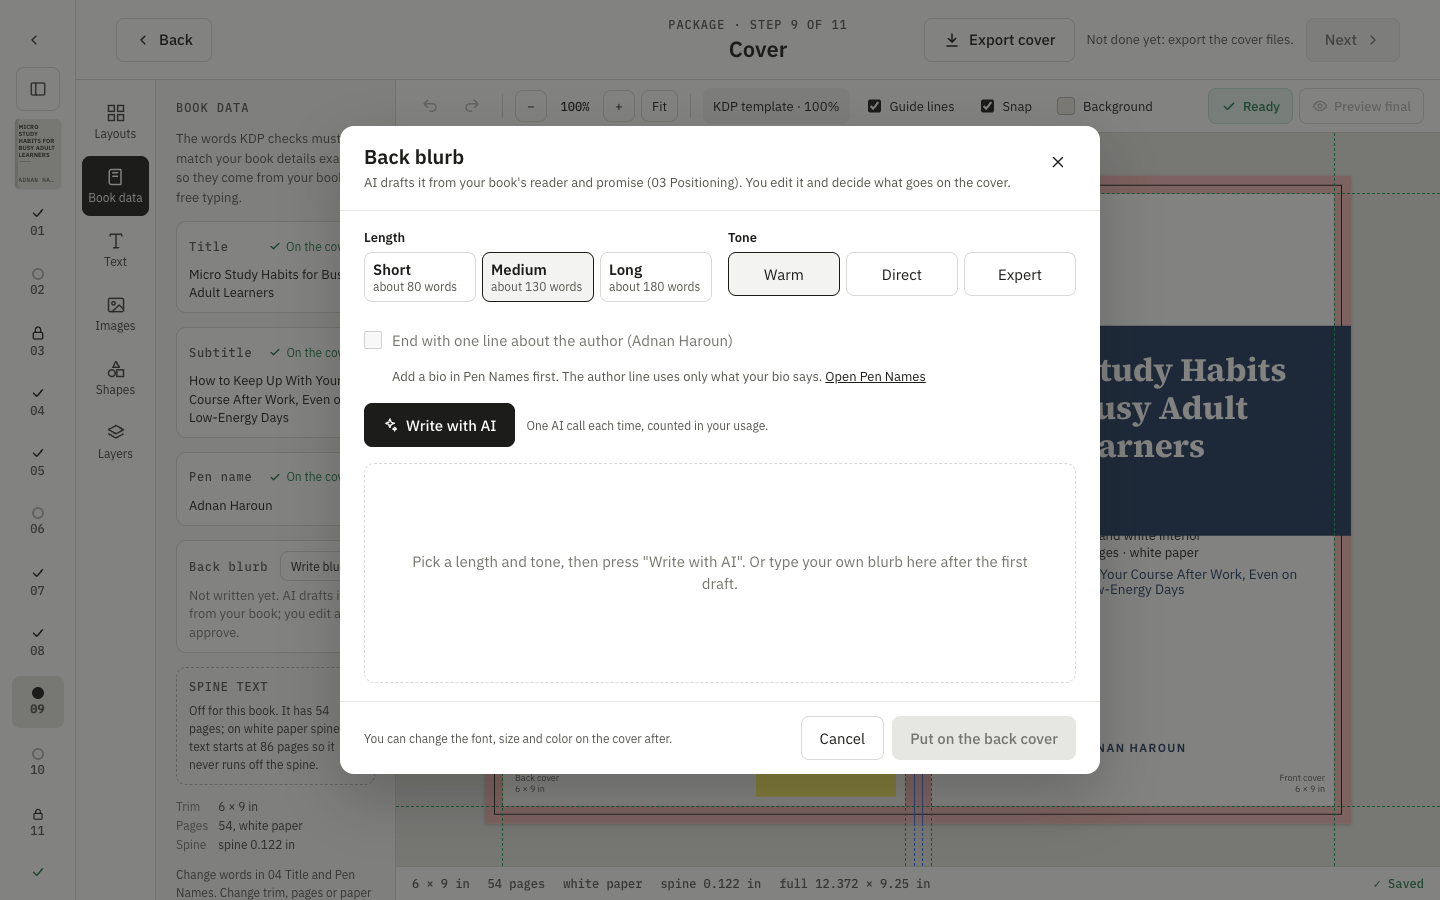 PACKAGE · STEP 9 OF 11
Cover
Back
Export cover
Not done yet: export the cover files.
Next
MICRO
STUDY
HABITS FOR
BUSY ADULT
LEARNERS
ADNAN HA…
01
02
03
04
05
06
07
08
09
10
11
Layouts
Book data
Text
Images
Shapes
Layers
BOOK DATA
The words KDP checks must
match your book details exa
so they come from your book
free typing.
Title
On the cov
Micro Study Habits for Bus
Adult Learners
Subtitle
On the cov
How to Keep Up With Your
Course After Work, Even o
Low-Energy Days
Pen name
On the cov
Adnan Haroun
Back blurb
Write blu
Not written yet. AI drafts i
from your book; you edit a
approve.
SPINE TEXT
Off for this book. It has 54
pages; on white paper spine
text starts at 86 pages so it
never runs off the spine.
Trim 6 × 9 in
Pages 54, white paper
Spine spine 0.122 in
Change words in 04 Title and Pen
Names. Change trim, pages or paper
− 100% + Fit
KDP template · 100%
Guide lines
Snap
Background
Ready
Preview final
Back blurb
AI drafts it from your book's reader and promise (03 Positioning). You edit it and decide what goes on the cover.
Length
Short
about 80 words
Medium
about 130 words
Long
about 180 words
Tone
Warm
Direct
Expert
End with one line about the author (Adnan Haroun)
Add a bio in Pen Names first. The author line uses only what your bio says. Open Pen Names
Write with AI
One AI call each time, counted in your usage.
Pick a length and tone, then press "Write with AI". Or type your own blurb here after the first
draft.
You can change the font, size and color on the cover after.
Cancel
Put on the back cover
tudy Habits
usy Adult
arners
and white interior
ges · white paper
Your Course After Work, Even on
w-Energy Days
NAN HAROUN
Back cover
6 × 9 in
Front cover
6 × 9 in
6 × 9 in 54 pages white paper spine 0.122 in full 12.372 × 9.25 in
✓ Saved